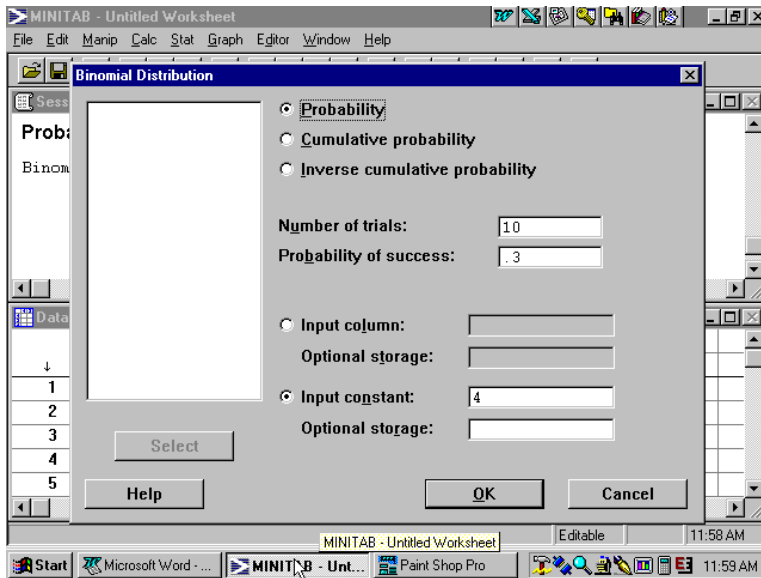 MINITAB - Untitled Worksheet
File Edit Manip Calc Stat Graph Editor Window Help
Binomial Distribution
Sess
Proba
Binom
Probability
Cumulative probability
Inverse cumulative probability
Number of trials: 10
Probability of success: .3
Data
Input column:
Optional storage:
Input constant: 4
Optional storage:
↓
1
2
3
4
5
Select
Help OK Cancel
MINITAB - Untitled Worksheet
Editable 11:58 AM
Start Microsoft Word - ... MINITAB - Unt... Paint Shop Pro 11:59 AM